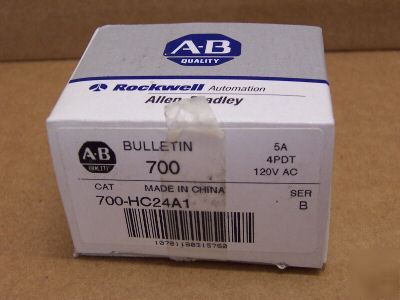 A-B
QUALITY
Rockwell Automation
Allen-Bradley
A-B
QUALITY
BULLETIN
700
5A
4PDT
120V AC
CAT
MADE IN CHINA
SER
700-HC24A1
B